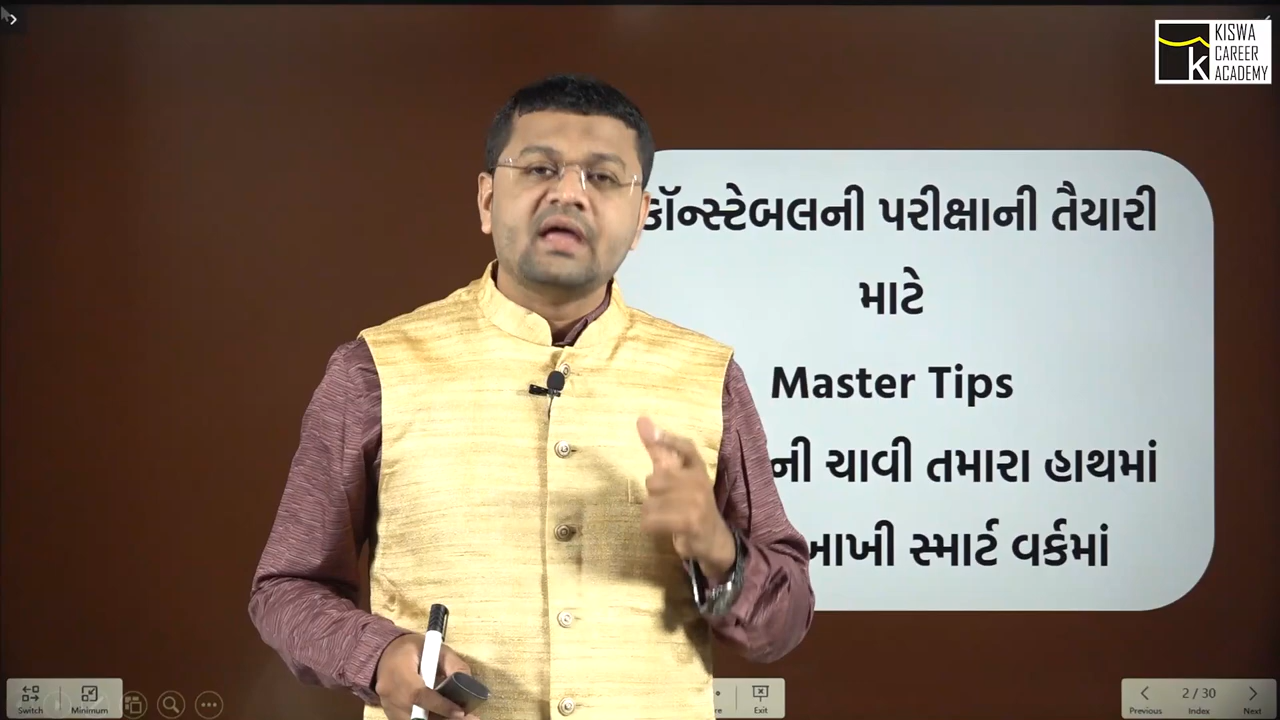 KISWA
CAREER
ACADEMY
કૉન્સ્ટેબલની પરીક્ષાની તૈયારી
માટે
Master Tips
ની ચાવી તમારા હાથમાં
સ્માર્ટ વર્કમાં
Switch
Minimum
Exit
Previous
2 / 30
Index
Next